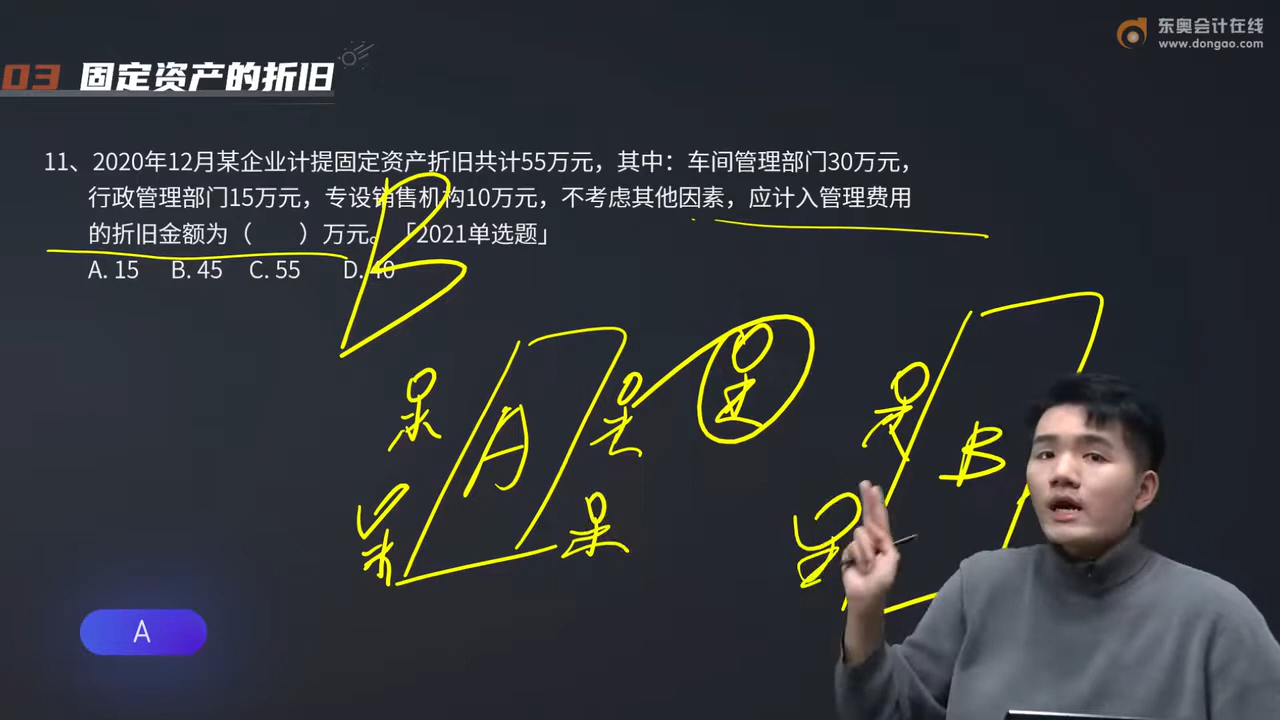 东奥会计在线
www.dongao.com
03 固定资产的折旧
11、2020年12月某企业计提固定资产折旧共计55万元，其中：车间管理部门30万元，
行政管理部门15万元，专设销售机构10万元，不考虑其他因素，应计入管理费用
的折旧金额为（ ）万元。「2021单选题」
A. 15 B. 45 C. 55 D. 40
B
A
B
A